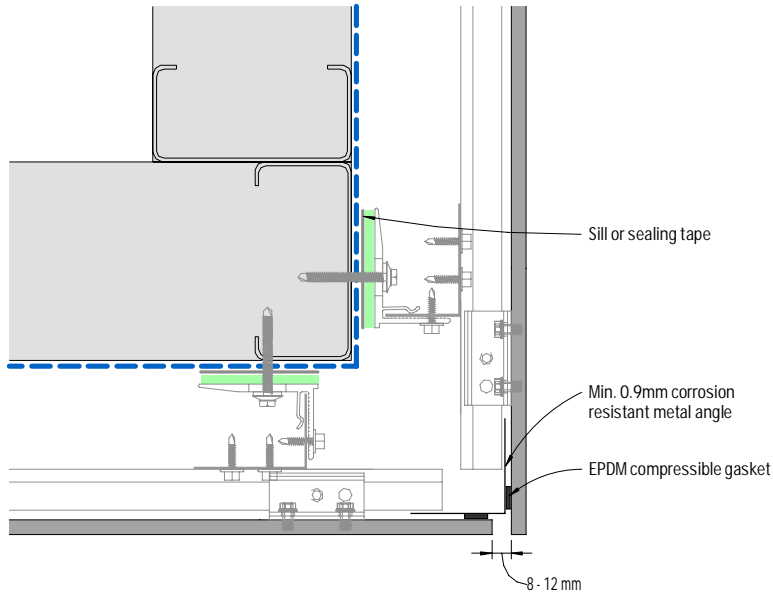 Sill or sealing tape
Min. 0.9mm corrosion
resistant metal angle
EPDM compressible gasket
8 - 12 mm